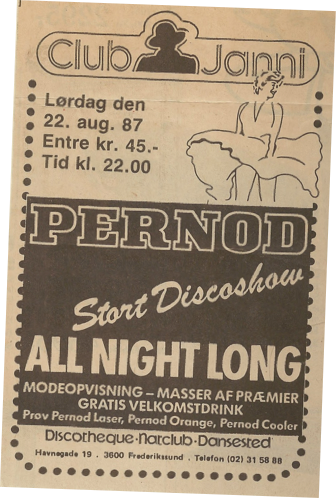 Club Janni
Lørdag den
22. aug. 87
Entre kr. 45.-
Tid kl. 22.00
PERNOD
Stort Discoshow
ALL NIGHT LONG
MODEOPVISNING – MASSER AF PRÆMIER
GRATIS VELKOMSTDRINK
Prøv Pernod Laser, Pernod Orange, Pernod Cooler
Discotheque·Natclub·Dansested
Havnegade 19 . 3600 Frederikssund . Telefon (02) 31 58 88